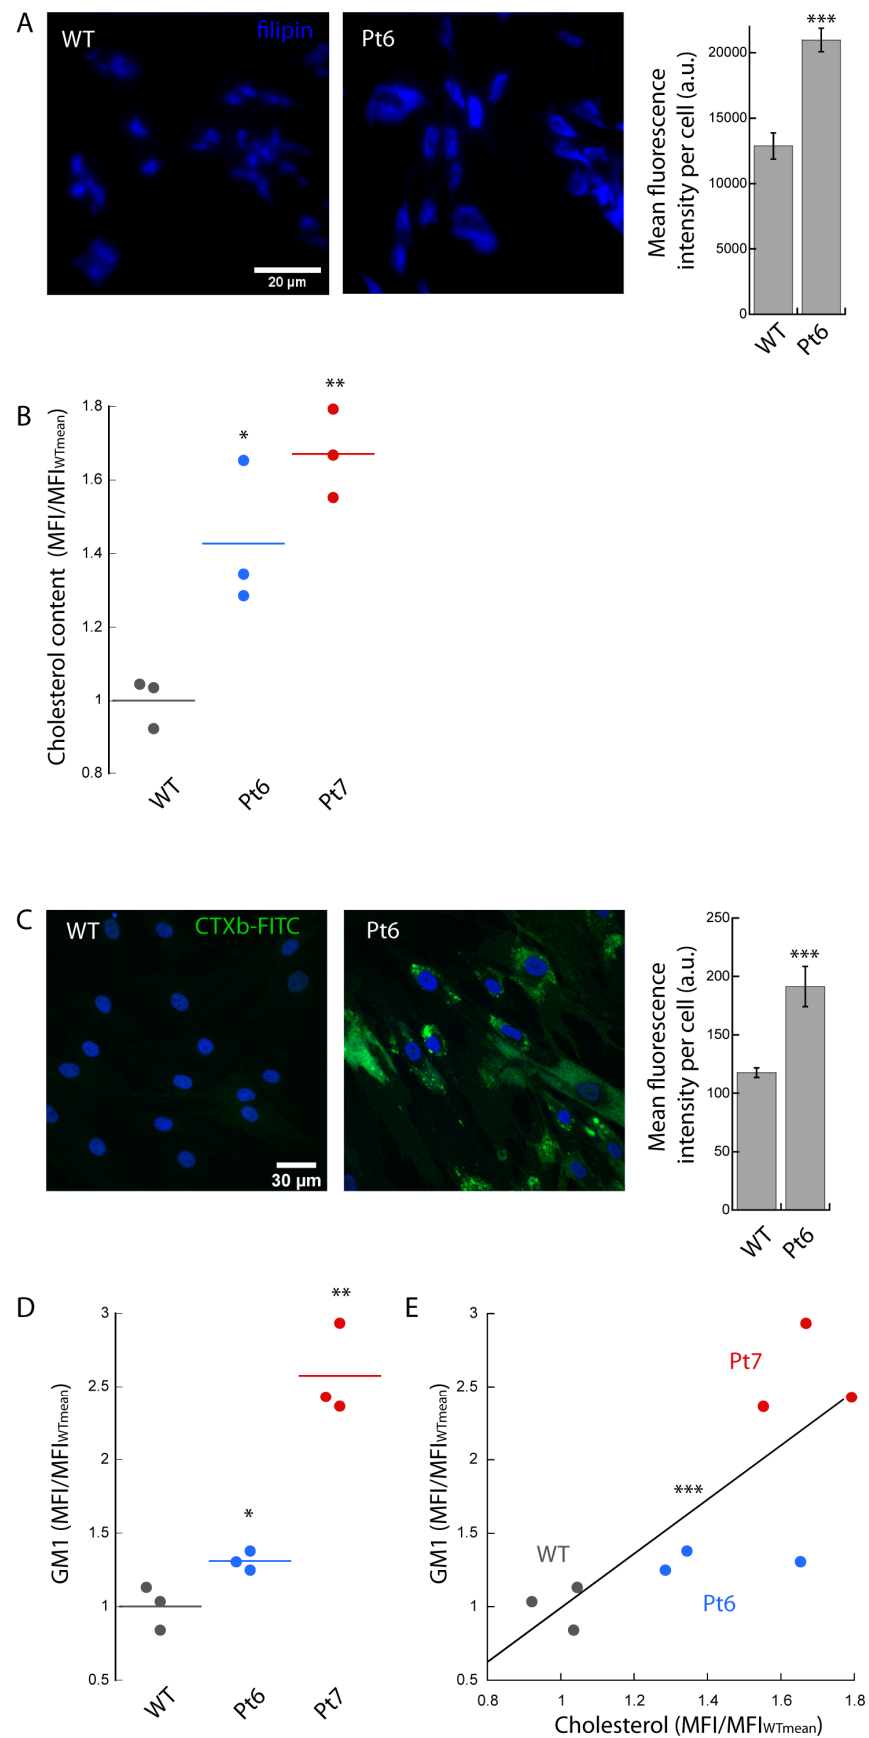 A
WT
filipin
20 µm
Pt6
Mean fluorescence
intensity per cell (a.u.)
20000
15000
10000
5000
0
***
WT
Pt6
B
Cholesterol content (MFI/MFIWTmean)
1.8
1.6
1.4
1.2
1
0.8
*
**
WT
Pt6
Pt7
C
WT
CTXb-FITC
30 µm
Pt6
Mean fluorescence
intensity per cell (a.u.)
250
200
150
100
50
0
***
WT
Pt6
D
GM1 (MFI/MFIWTmean)
3
2.5
2
1.5
1
0.5
*
**
WT
Pt6
Pt7
E
GM1 (MFI/MFIWTmean)
3
2.5
2
1.5
1
0.5
Pt7
***
WT
Pt6
0.8
1
1.2
1.4
1.6
1.8
Cholesterol (MFI/MFIWTmean)